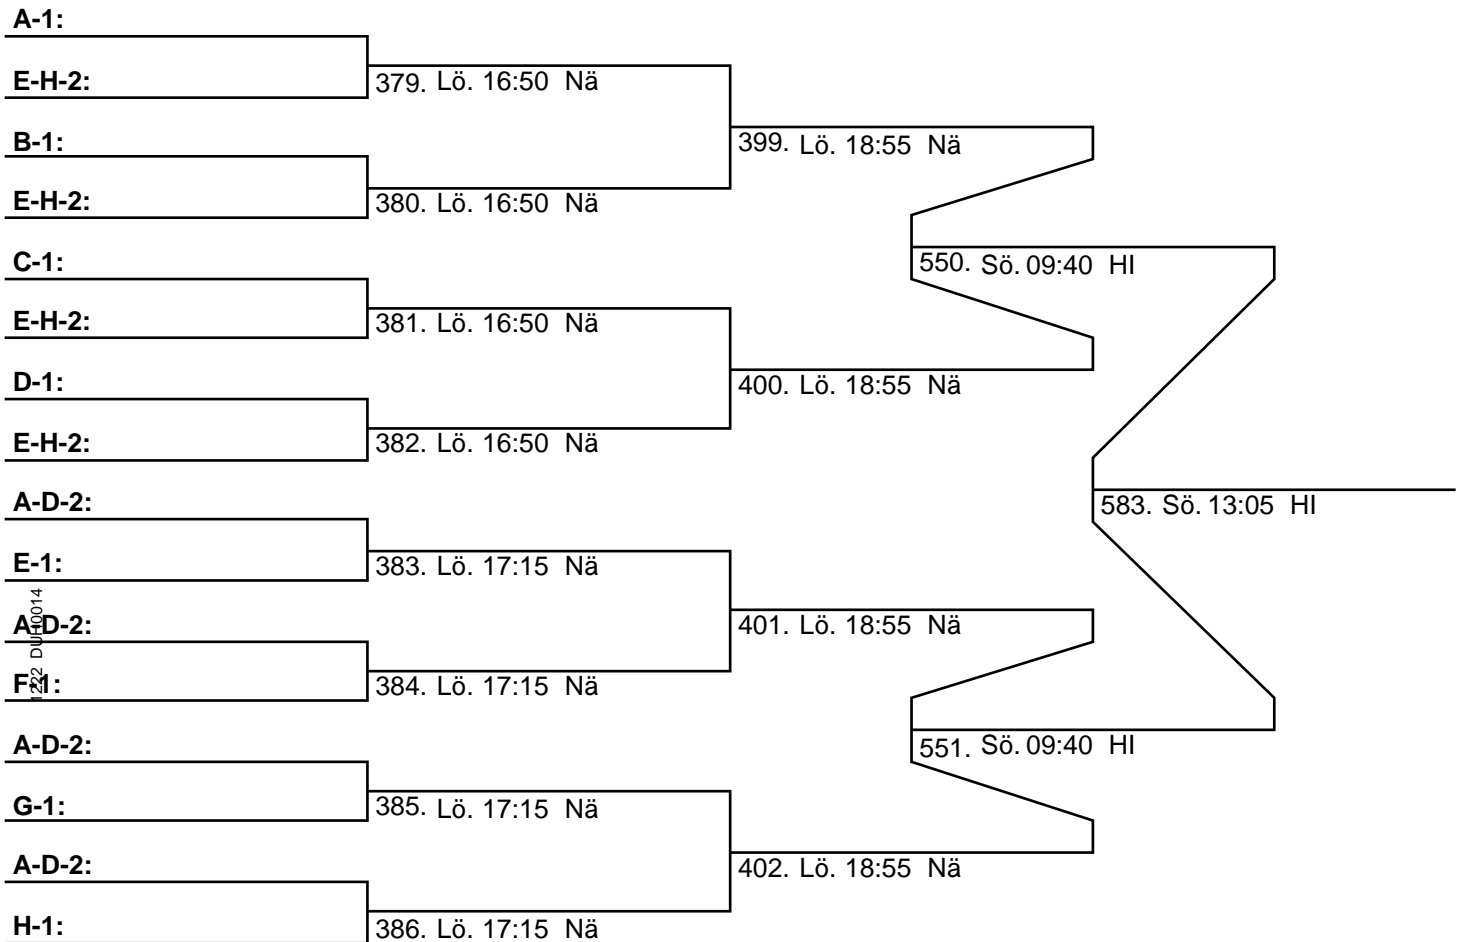 A-1:
E-H-2:
379. Lö. 16:50 Nä
B-1:
399. Lö. 18:55 Nä
E-H-2:
380. Lö. 16:50 Nä
C-1:
550. Sö. 09:40 HI
E-H-2:
381. Lö. 16:50 Nä
D-1:
400. Lö. 18:55 Nä
E-H-2:
382. Lö. 16:50 Nä
A-D-2:
583. Sö. 13:05 HI
E-1:
383. Lö. 17:15 Nä
1222 DUH0014
A-D-2:
401. Lö. 18:55 Nä
F-1:
384. Lö. 17:15 Nä
A-D-2:
551. Sö. 09:40 HI
G-1:
385. Lö. 17:15 Nä
A-D-2:
402. Lö. 18:55 Nä
H-1:
386. Lö. 17:15 Nä